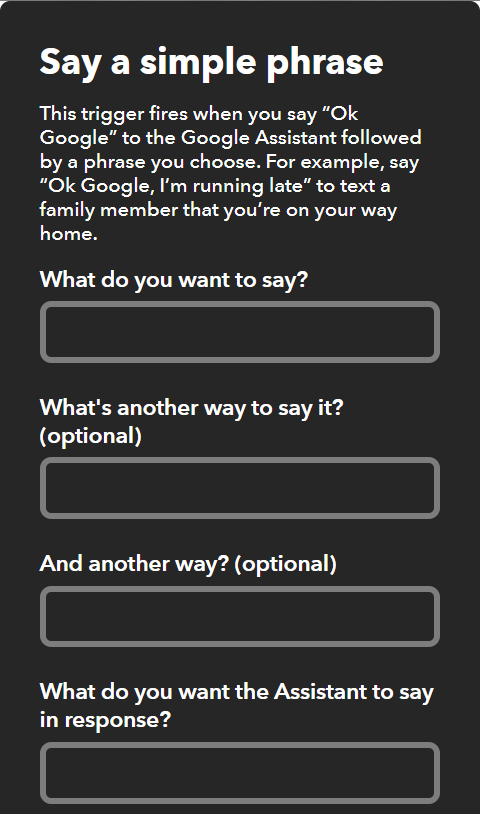 Say a simple phrase
This trigger fires when you say “Ok
Google” to the Google Assistant followed
by a phrase you choose. For example, say
“Ok Google, I’m running late” to text a
family member that you’re on your way
home.
What do you want to say?
What's another way to say it?
(optional)
And another way? (optional)
What do you want the Assistant to say
in response?